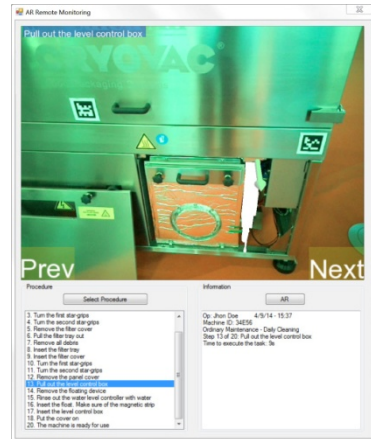 AR Remote Monitoring
Pull out the level control box
CRYOVAC
Prev
Next
Procedure
Information
Select Procedure
AR
3. Turn the first star-grips
4. Turn the second star-grips
5. Remove the filter cover
6. Pull the filter tray out
7. Remove all debris
8. Insert the filter tray
9. Insert the filter cover
10. Turn the first star-grips
11. Turn the second star-grips
12. Remove the panel cover
13. Pull out the level control box
14. Remove the floating device
15. Rinse out the water level controller with water
16. Insert the float. Make sure of the magnetic strip
17. Insert the level control box
18. Put the cover on
20. The machine is ready for use
Op: Jhon Doe 4/9/14 - 15:37
Machine ID: 34E56
Ordinary Maintenance - Daily Cleaning
Step 13 of 20: Pull out the level control box
Time to execute the task: 9s